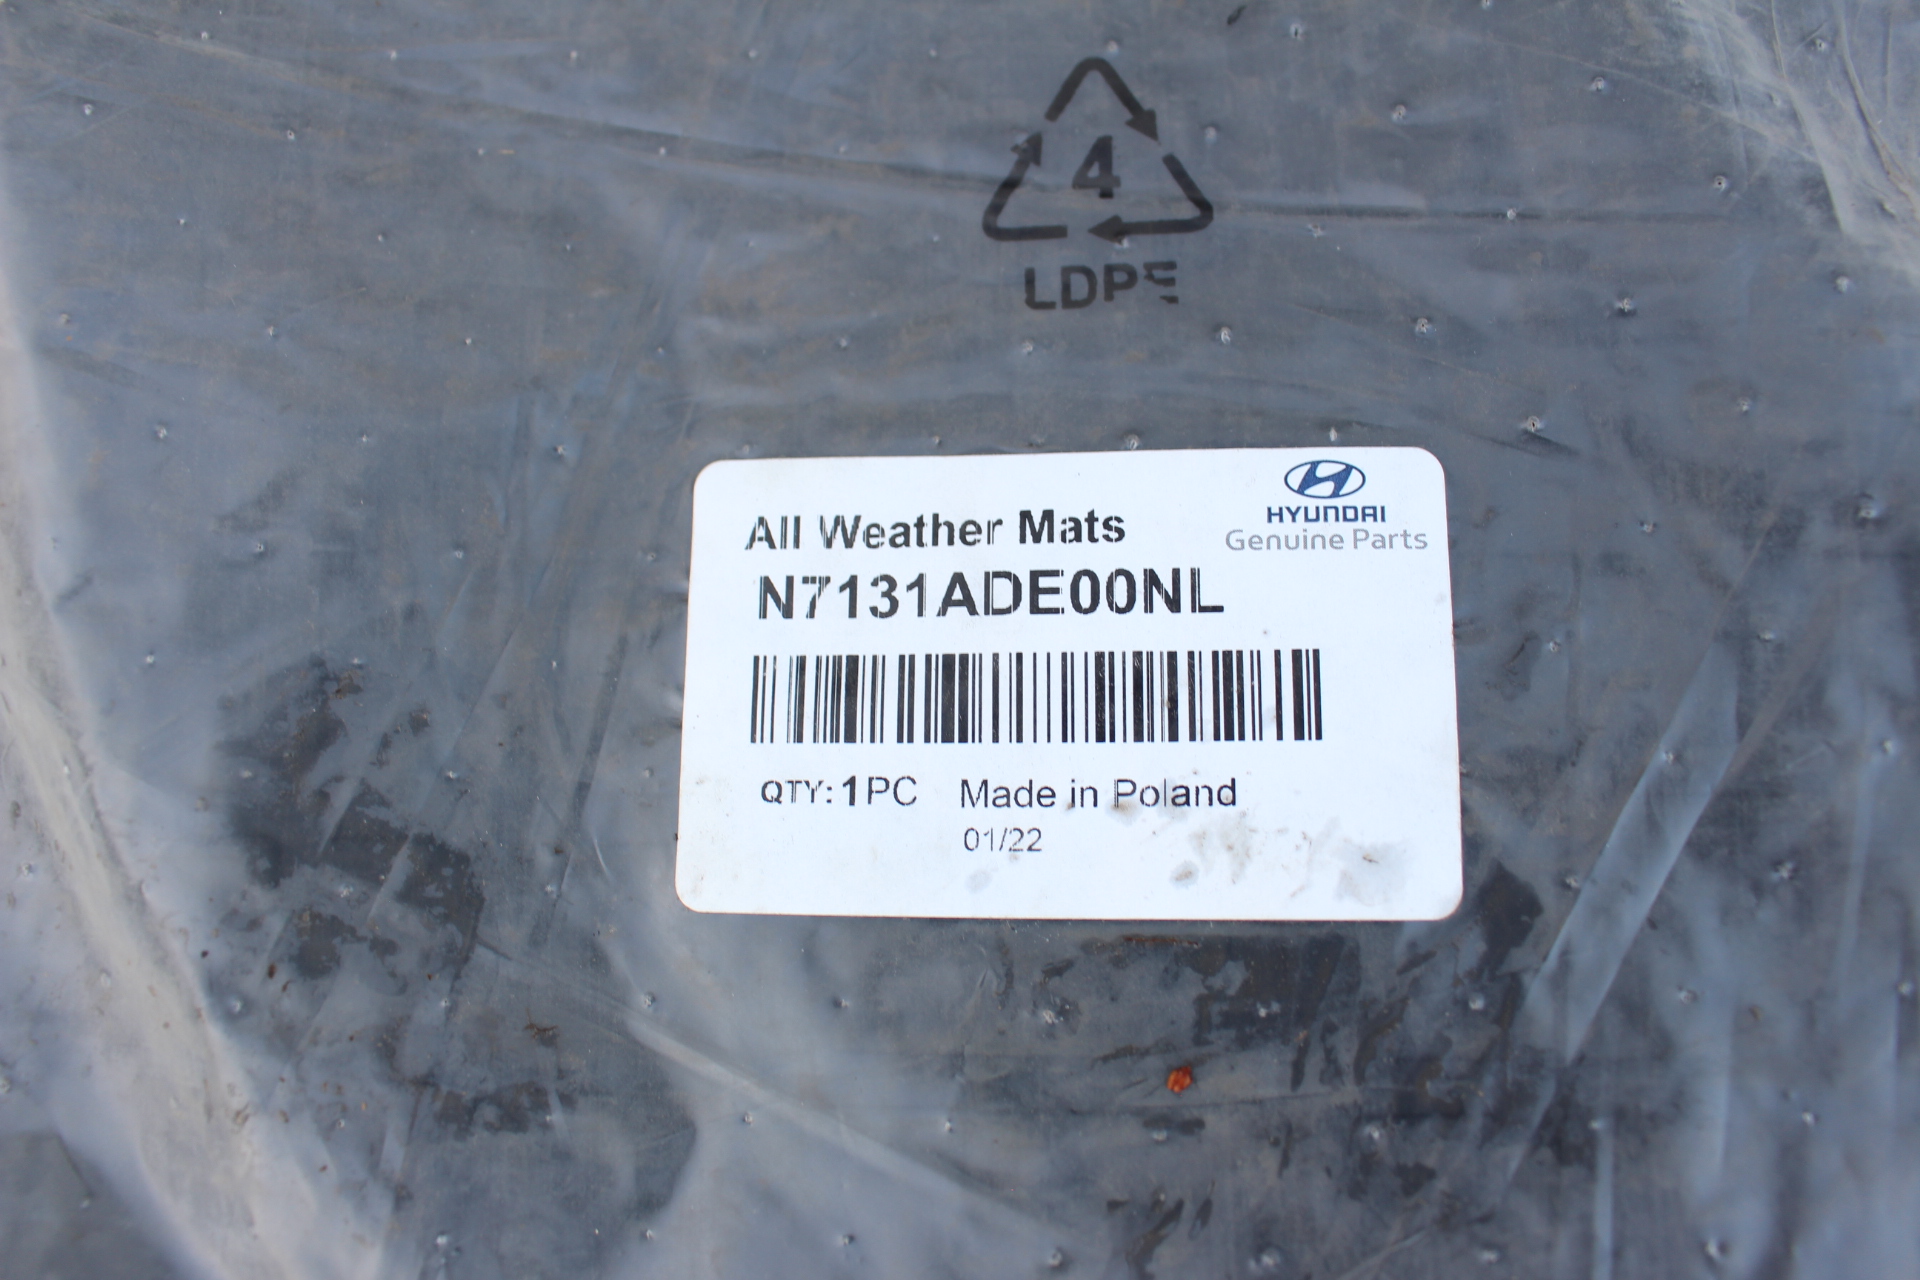 4
LDPE
HYUNDAI
Genuine Parts
All Weather Mats
N7131ADE00NL
QTY: 1PC Made in Poland
01/22